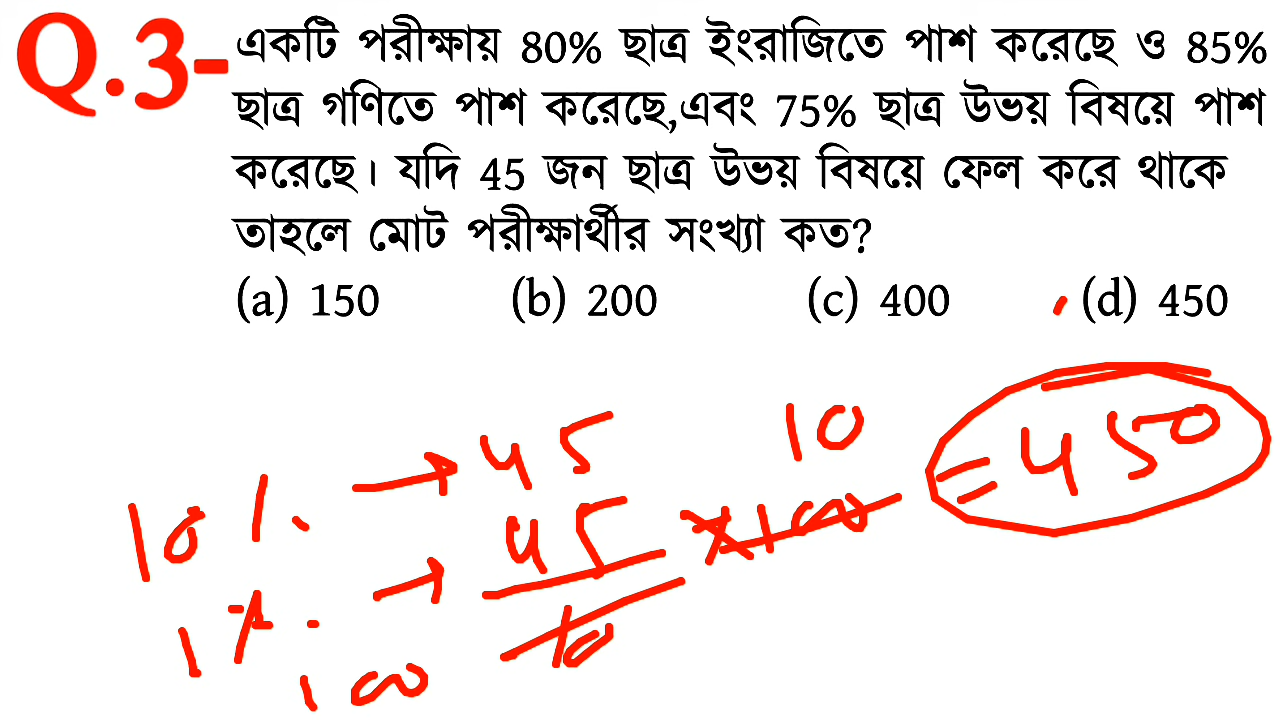 Q.3- একটি পরীক্ষায় 80% ছাত্র ইংরাজিতে পাশ করেছে ও 85%
ছাত্র গণিতে পাশ করেছে,এবং 75% ছাত্র উভয় বিষয়ে পাশ
করেছে। যদি 45 জন ছাত্র উভয় বিষয়ে ফেল করে থাকে
তাহলে মোট পরীক্ষার্থীর সংখ্যা কত?
(a) 150 (b) 200 (c) 400 (d) 450
10% → 45 10
1% → 45/10 ×100 = 450
100